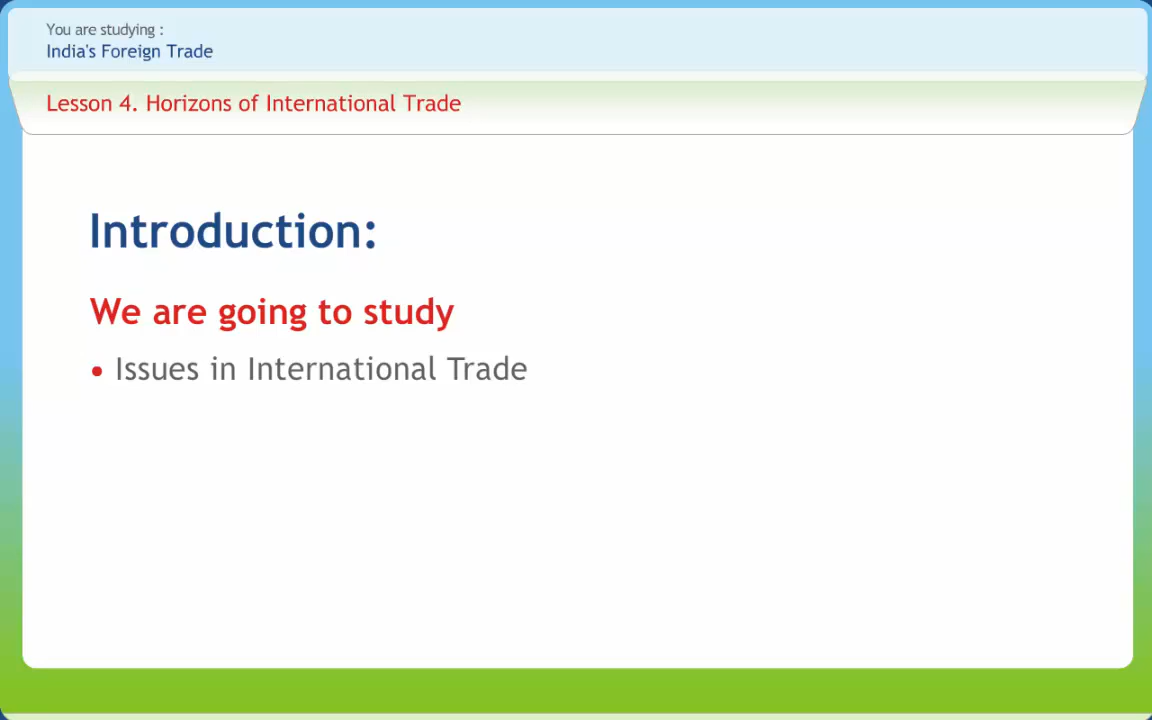 You are studying :
India's Foreign Trade
Lesson 4. Horizons of International Trade
Introduction:
We are going to study
• Issues in International Trade